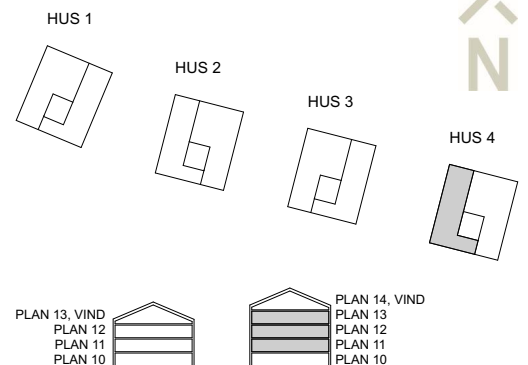 HUS 1
N
HUS 2
HUS 3
HUS 4
PLAN 13, VIND
PLAN 12
PLAN 11
PLAN 10
PLAN 14, VIND
PLAN 13
PLAN 12
PLAN 11
PLAN 10